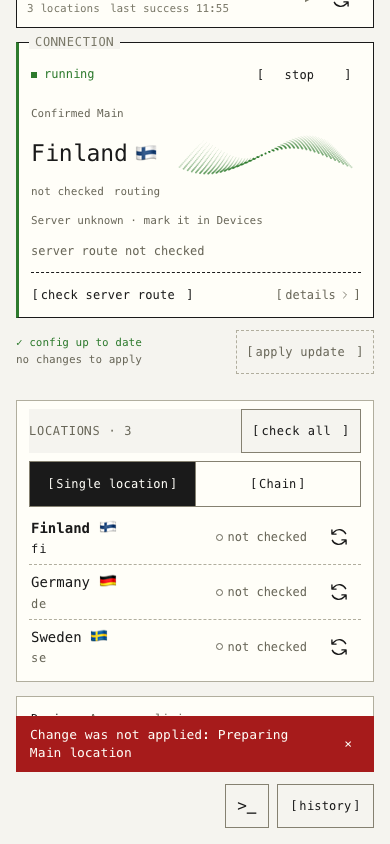 3 locations last success 11:55
CONNECTION
running
[ stop ]
Confirmed Main
Finland
not checked routing
Server unknown · mark it in Devices
server route not checked
[check server route ]
[details > ]
✓ config up to date
no changes to apply
[apply update ]
LOCATIONS · 3
[check all ]
[Single location]
[Chain]
Finland
fi
not checked
Germany
de
not checked
Sweden
se
not checked
Change was not applied: Preparing
Main location
×
>_
[history]